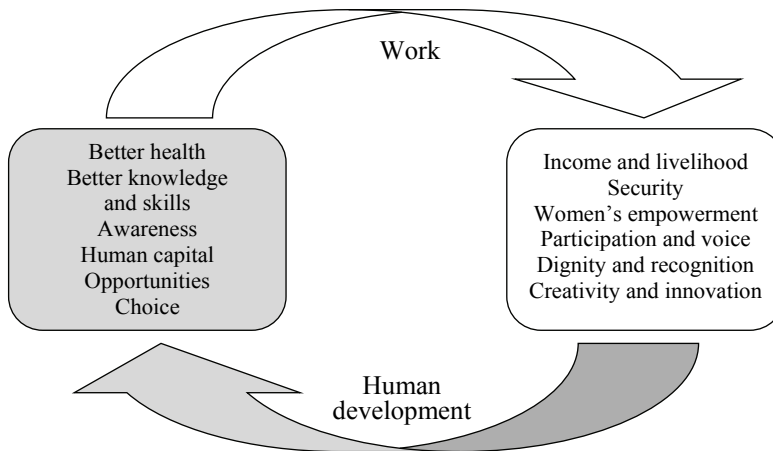 Work
Better health
Better knowledge
and skills
Awareness
Human capital
Opportunities
Choice
Income and livelihood
Security
Women’s empowerment
Participation and voice
Dignity and recognition
Creativity and innovation
Human
development